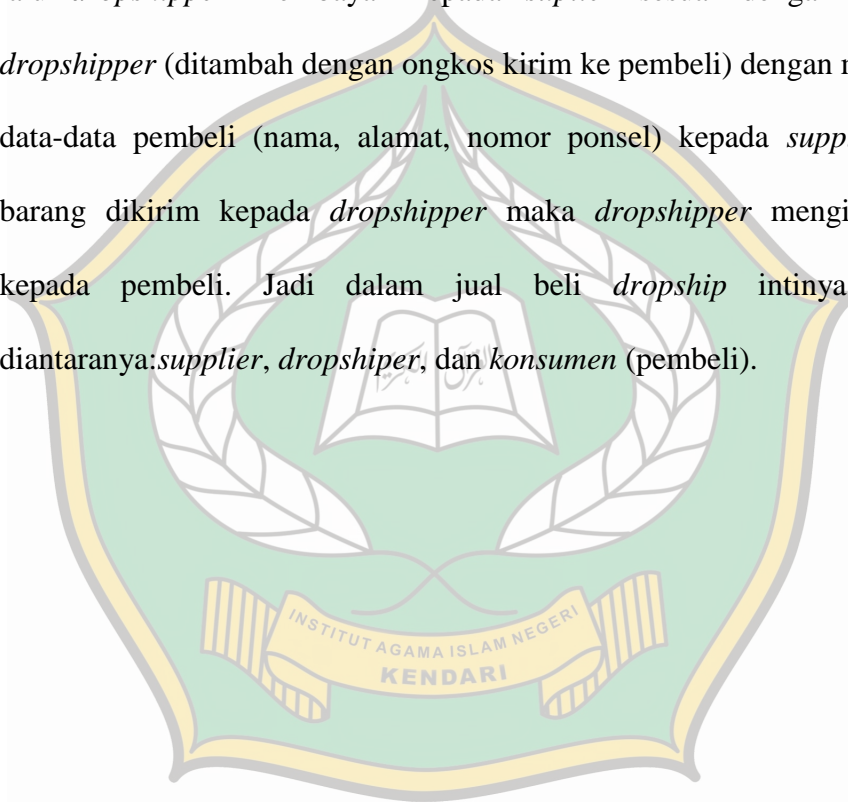 dropshipper (ditambah dengan ongkos kirim ke pembeli) dengan
data-data pembeli (nama, alamat, nomor ponsel) kepada
barang dikirim kepada dropshipper maka dropshipper
kepada pembeli. Jadi dalam jual beli dropship intinya
diantaranya:supplier, dropshiper, dan konsumen (pembeli).
القرآن الكريم
INSTITUT AGAMA ISLAM NEGERI
KENDARI